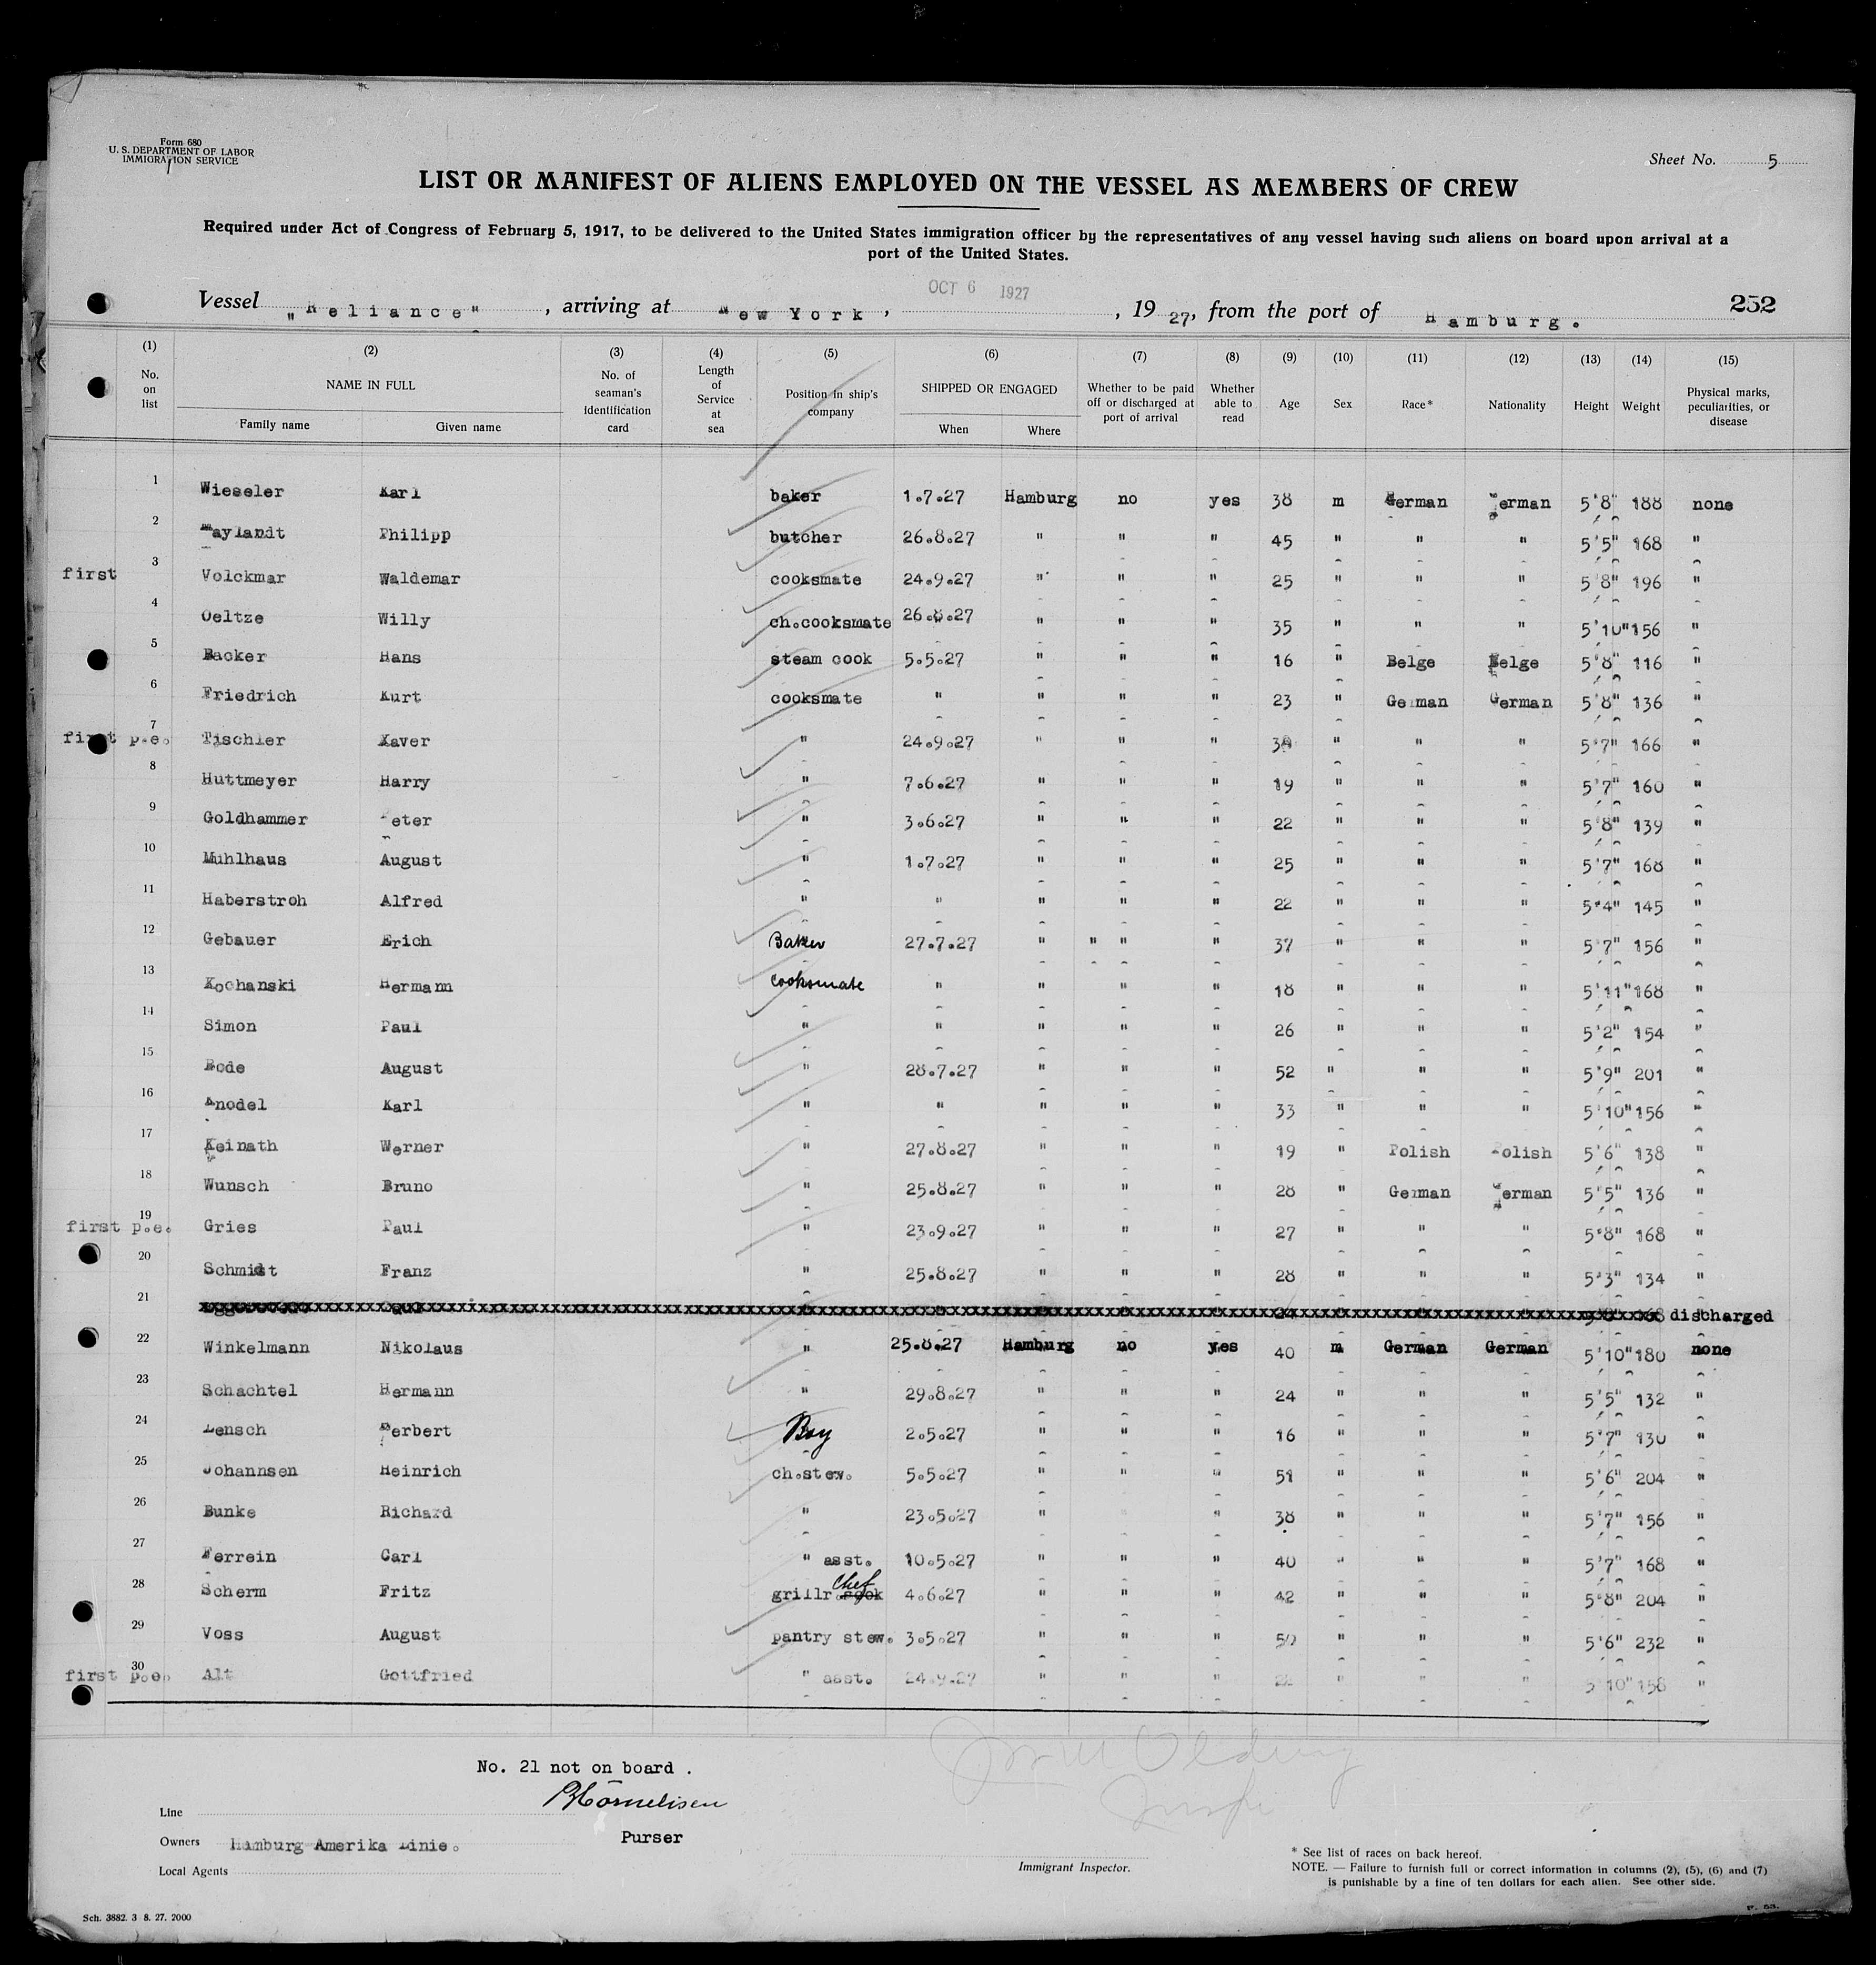 Form 680
U. S. DEPARTMENT OF LABOR
IMMIGRATION SERVICE
Sheet No. 5
LIST OR MANIFEST OF ALIENS EMPLOYED ON THE VESSEL AS MEMBERS OF CREW
Required under Act of Congress of February 5, 1917, to be delivered to the United States immigration officer by the representatives of any vessel having such aliens on board upon arrival at a
port of the United States.
OCT 6 1927
Vessel "Reliance", arriving at New York, , 19 27, from the port of Hamburg. 252
(1) (2) (3) (4) (5) (6) (7) (8) (9) (10) (11) (12) (13) (14) (15)
No. on list NAME IN FULL Family name Given name No. of seaman's identification card Length of Service at sea Position in ship's company SHIPPED OR ENGAGED When Where Whether to be paid off or discharged at port of arrival Whether able to read Age Sex Race* Nationality Height Weight Physical marks, peculiarities, or disease
1 Wieseler Karl baker 1.7.27 Hamburg no yes 38 m German German 5'8" 188 none
2 Maylandt Philipp butcher 26.8.27 " " " 45 " " " 5'5" 168 "
first 3 Volckmar Waldemar cooksmate 24.9.27 " " " 25 " " " 5'8" 196 "
4 Oeltze Willy ch.cooksmate 26.8.27 " " " 35 " " " 5'10" 156 "
5 Backer Hans steam cook 5.5.27 " " " 16 " Belge Belge 5'8" 116 "
6 Friedrich Kurt cooksmate " " " " 23 " German German 5'8" 136 "
first p.e. 7 Tischler Xaver " 24.9.27 " " " " " " 5'7" 166 "
8 Huttmeyer Harry " 7.6.27 " " " 19 " " " 5'7" 160 "
9 Goldhammer Peter " 3.6.27 " " " 22 " " " 5'8" 139 "
10 Muhlhaus August " 1.7.27 " " " 25 " " " 5'7" 168 "
11 Haberstroh Alfred " " " " " 22 " " " 5'4" 145 "
12 Gebauer Erich Baker 27.7.27 " " " " 37 " " " 5'7" 156 "
13 Kochanski Hermann cooksmate " " " " 18 " " " 5'11" 168 "
14 Simon Paul " " " " " 26 " " " 5'2" 154 "
15 Bode August " 28.7.27 " " " 52 " " " 5'9" 201 "
16 Knodel Karl " " " " " 33 " " " 5'10" 156 "
17 Keinath Werner " 27.8.27 " " " 19 " Polish Polish 5'6" 138 "
18 Wunsch Bruno " 25.8.27 " " " 28 " German German 5'5" 136 "
first p.e. 19 Gries Paul " 23.9.27 " " " 27 " " " 5'8" 168 "
20 Schmidt Franz " 25.8.27 " " " 28 " " " 5'3" 134 "
21 discharged
22 Winkelmann Nikolaus " 25.8.27 Hamburg no yes 40 m German German 5'10" 180 none
23 Schachtel Hermann " 29.8.27 " " " 24 " " " 5'5" 132 "
24 Lensch Herbert Boy 2.5.27 " " " 16 " " " 5'7" 130 "
25 Johannsen Heinrich ch.stew. 5.5.27 " " " 51 " " " 5'6" 204 "
26 Bunke Richard " 23.5.27 " " " 38 " " " 5'7" 156 "
27 Ferrein Carl " asst. 10.5.27 " " " 40 " " " 5'7" 168 "
28 Scherm Fritz grillr.cook Chef 4.6.27 " " " 42 " " " 5'8" 204 "
29 Voss August pantry stew. 3.5.27 " " " 50 " " " 5'6" 232 "
first p.e. 30 Alt Gottfried " asst. 24.9.27 " " " " " " 5'10" 158 "
No. 21 not on board .
Line
Owners Hamburg Amerika Linie.
Purser
Local Agents
Immigrant Inspector.
* See list of races on back hereof.
NOTE. — Failure to furnish full or correct information in columns (2), (5), (6) and (7)
is punishable by a fine of ten dollars for each alien. See other side.
Sch. 3882. 3 8. 27. 2000